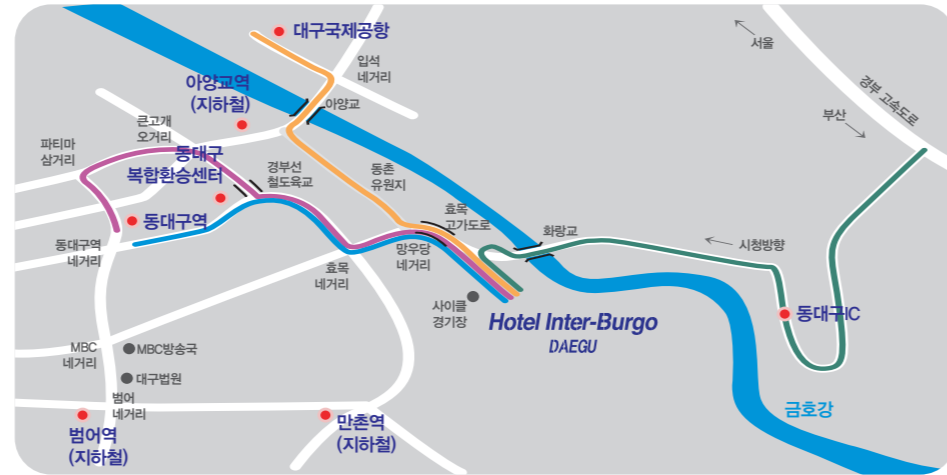 대구국제공항
서울
입석
네거리
아양교역
(지하철)
아양교
경부 고속도로
부산
큰고개
오거리
파티마
삼거리
동대구
복합환승센터
경부선
철도육교
동촌
유원지
효목
고가도로
동대구역
화랑교
시청방향
동대구역
네거리
효목
네거리
망우당
네거리
사이클
경기장
Hotel Inter-Burgo
DAEGU
동대구IC
MBC
네거리
MBC방송국
대구법원
범어
네거리
금호강
범어역
(지하철)
만촌역
(지하철)